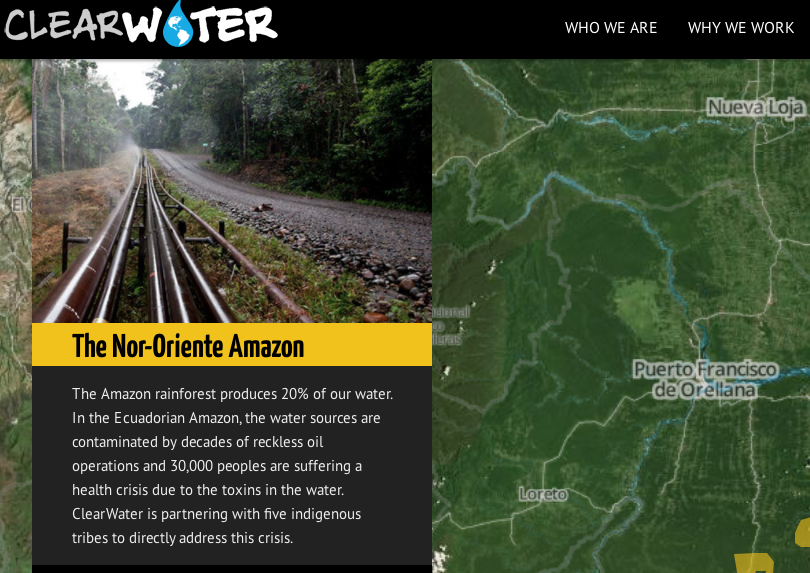 CLEARWATER
WHO WE ARE
WHY WE WORK
Nueva Loja
El
The Nor-Oriente Amazon
The Amazon rainforest produces 20% of our water.
In the Ecuadorian Amazon, the water sources are
contaminated by decades of reckless oil
operations and 30,000 peoples are suffering a
health crisis due to the toxins in the water.
ClearWater is partnering with five indigenous
tribes to directly address this crisis.
Puerto Francisco
de Orellana
Loreto